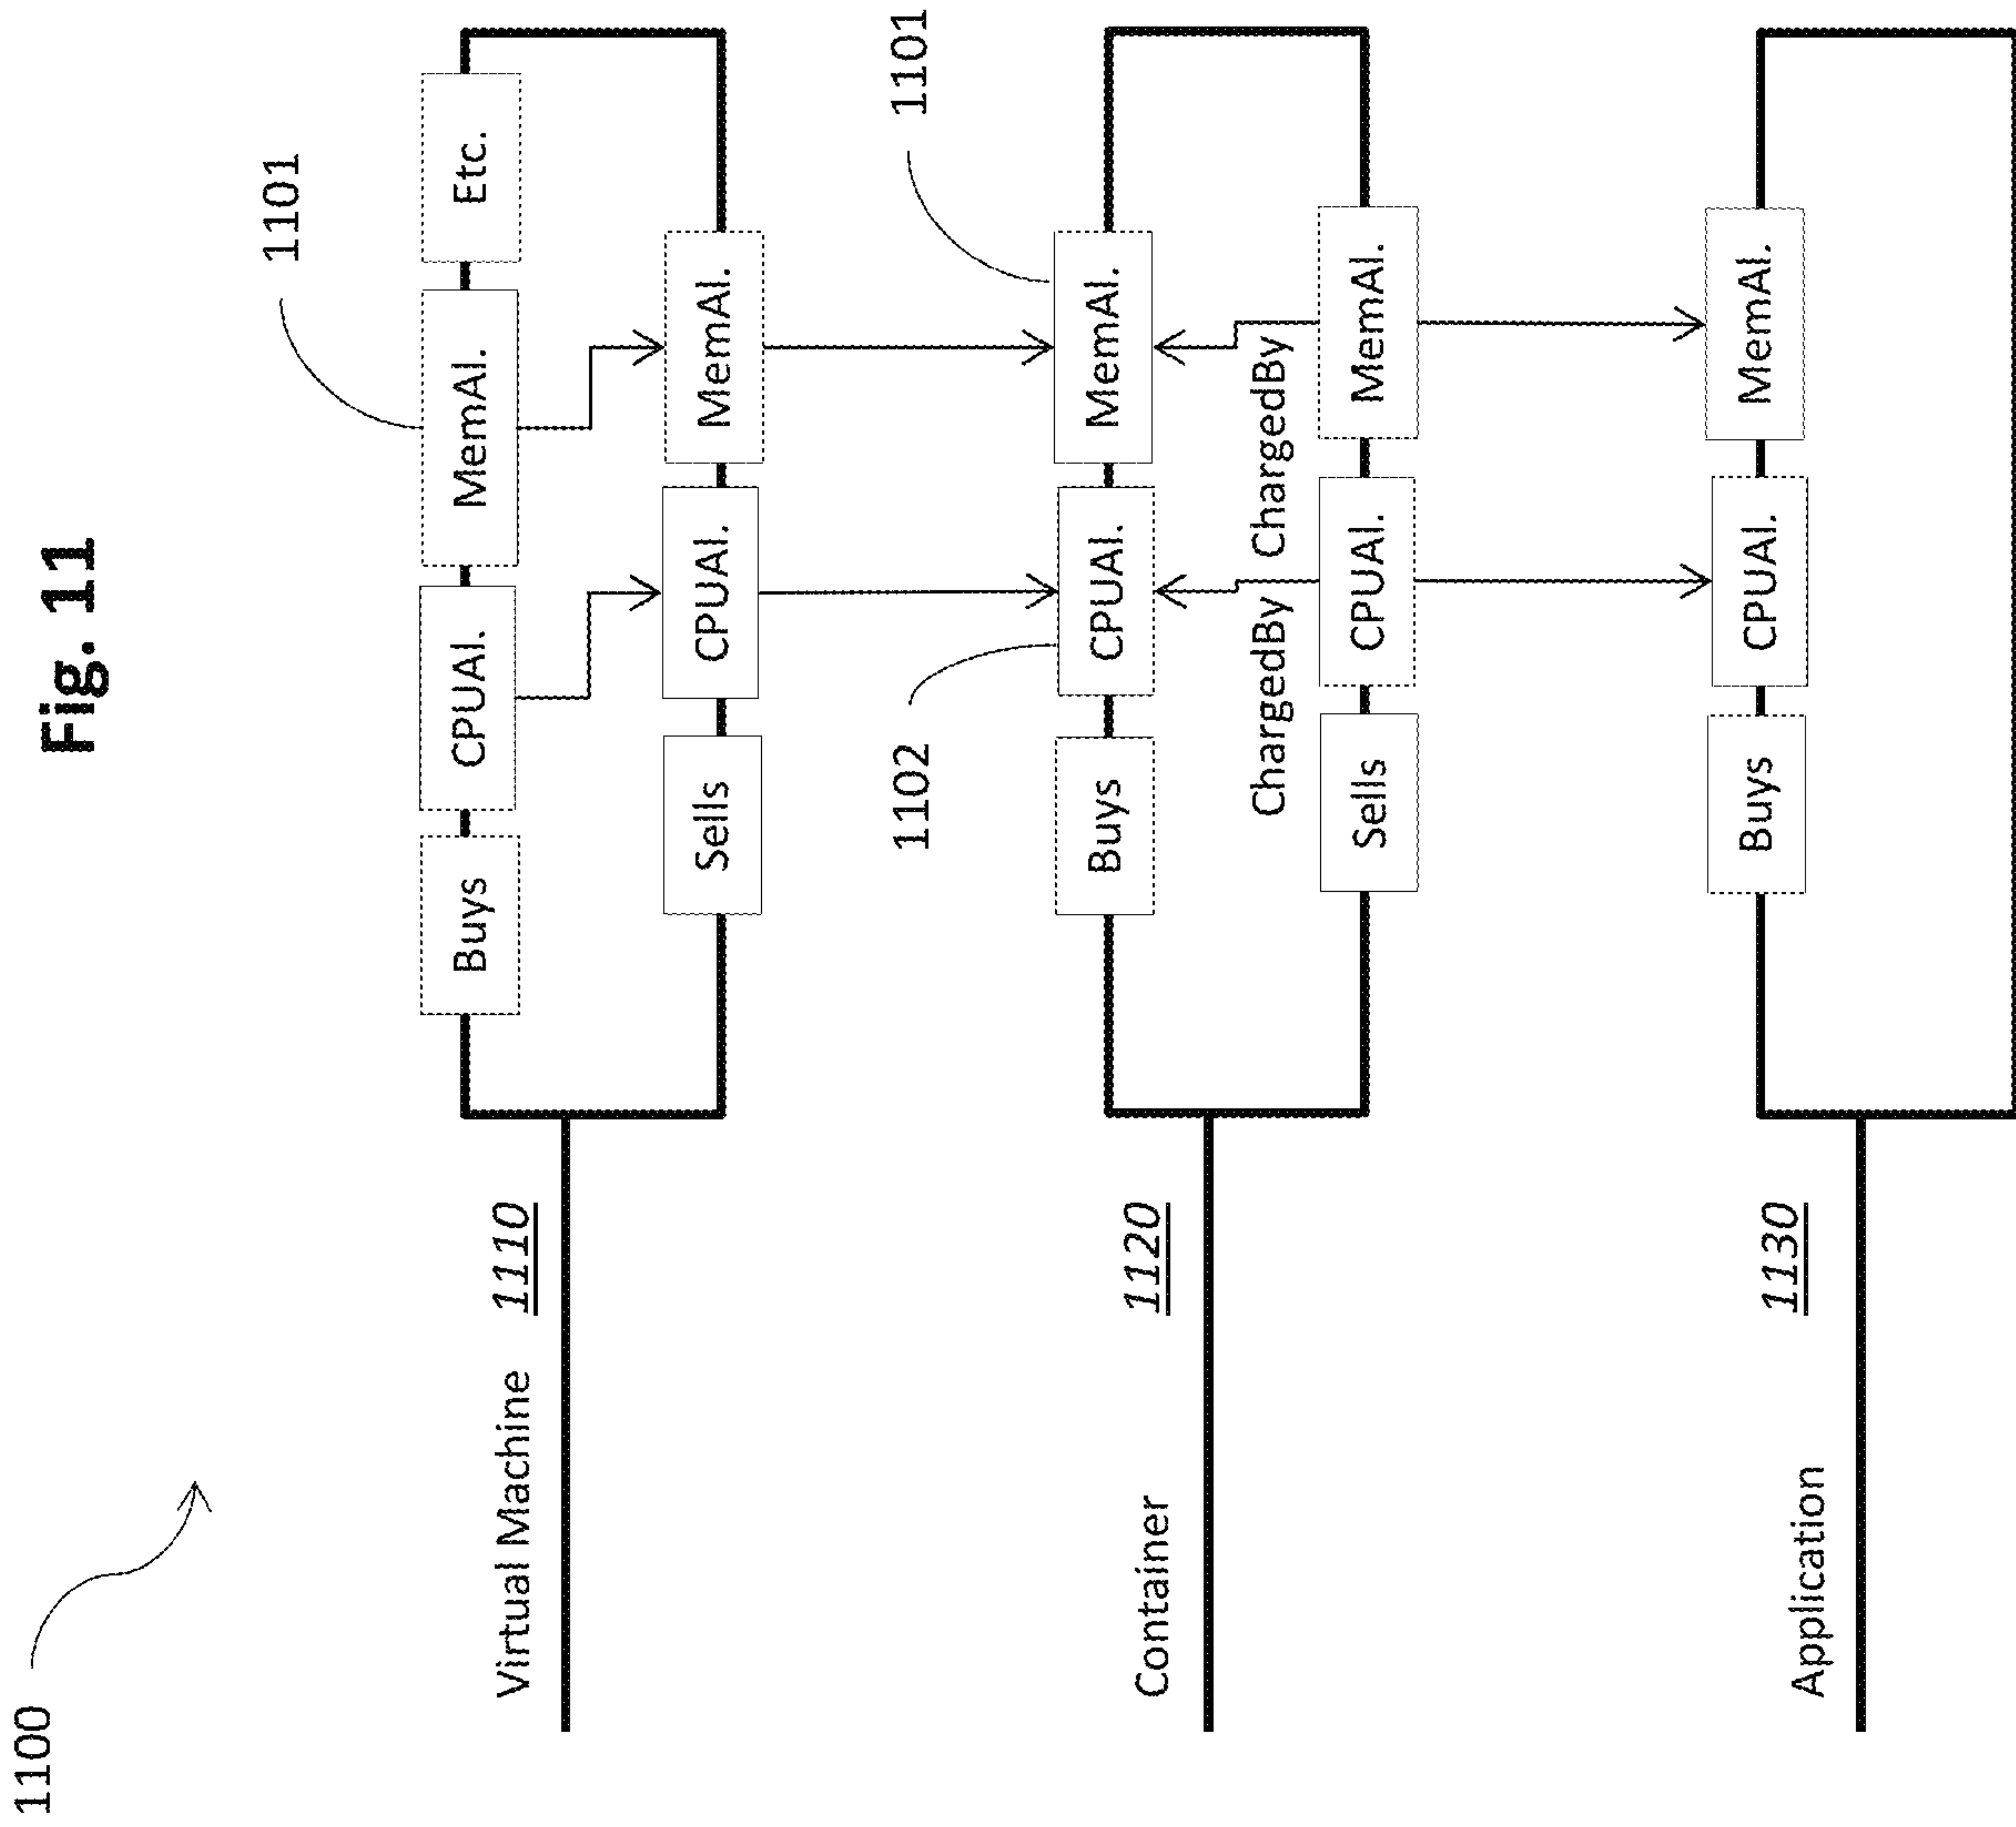 1100
Fig. 11
1101
Buys CPUAl. MemAl. Etc.
Virtual Machine 1110
Sells CPUAl. MemAl.
1102 1101
Buys CPUAl. MemAl.
Container 1120
ChargedBy ChargedBy
Sells CPUAl. MemAl.
Buys CPUAl. MemAl.
Application 1130